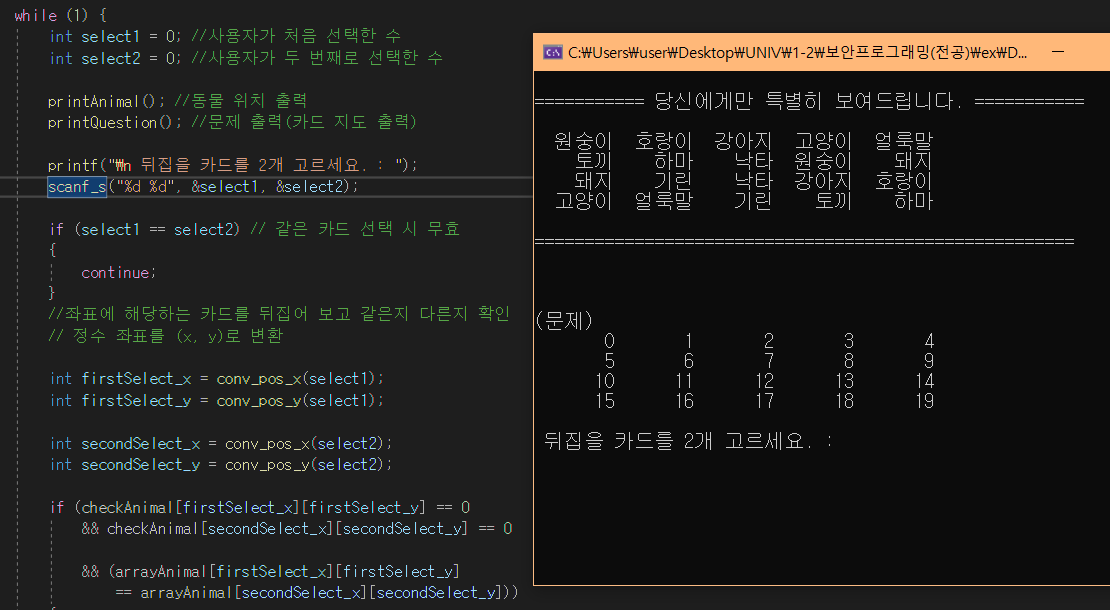 while (1) {
int select1 = 0; //사용자가 처음 선택한 수
int select2 = 0; //사용자가 두 번째로 선택한 수
printAnimal(); //동물 위치 출력
printQuestion(); //문제 출력(카드 지도 출력)
printf("₩n 뒤집을 카드를 2개 고르세요. : ");
scanf_s("%d %d", &select1, &select2);
if (select1 == select2) // 같은 카드 선택 시 무효
{
continue;
}
//좌표에 해당하는 카드를 뒤집어 보고 같은지 다른지 확인
// 정수 좌표를 (x, y)로 변환
int firstSelect_x = conv_pos_x(select1);
int firstSelect_y = conv_pos_y(select1);
int secondSelect_x = conv_pos_x(select2);
int secondSelect_y = conv_pos_y(select2);
if (checkAnimal[firstSelect_x][firstSelect_y] == 0
&& checkAnimal[secondSelect_x][secondSelect_y] == 0
&& (arrayAnimal[firstSelect_x][firstSelect_y]
== arrayAnimal[secondSelect_x][secondSelect_y]))
C:\ C:₩Users₩user₩Desktop₩UNIV₩1-2₩보안프로그래밍(전공)₩ex₩D...
=========== 당신에게만 특별히 보여드립니다. ===========
원숭이 호랑이 강아지 고양이 얼룩말
토끼 하마 낙타 원숭이 돼지
돼지 기린 낙타 강아지 호랑이
고양이 얼룩말 기린 토끼 하마
======================================================
(문제)
0 1 2 3 4
5 6 7 8 9
10 11 12 13 14
15 16 17 18 19
뒤집을 카드를 2개 고르세요. :